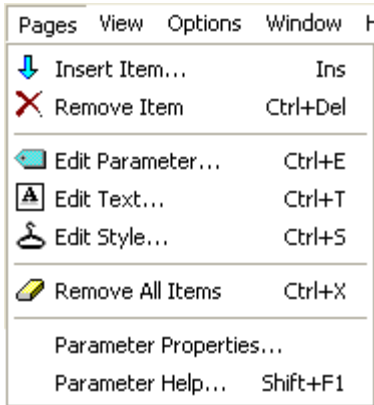 Pages View Options Window H
Insert Item... Ins
Remove Item Ctrl+Del
Edit Parameter... Ctrl+E
A Edit Text... Ctrl+T
Edit Style... Ctrl+S
Remove All Items Ctrl+X
Parameter Properties...
Parameter Help... Shift+F1